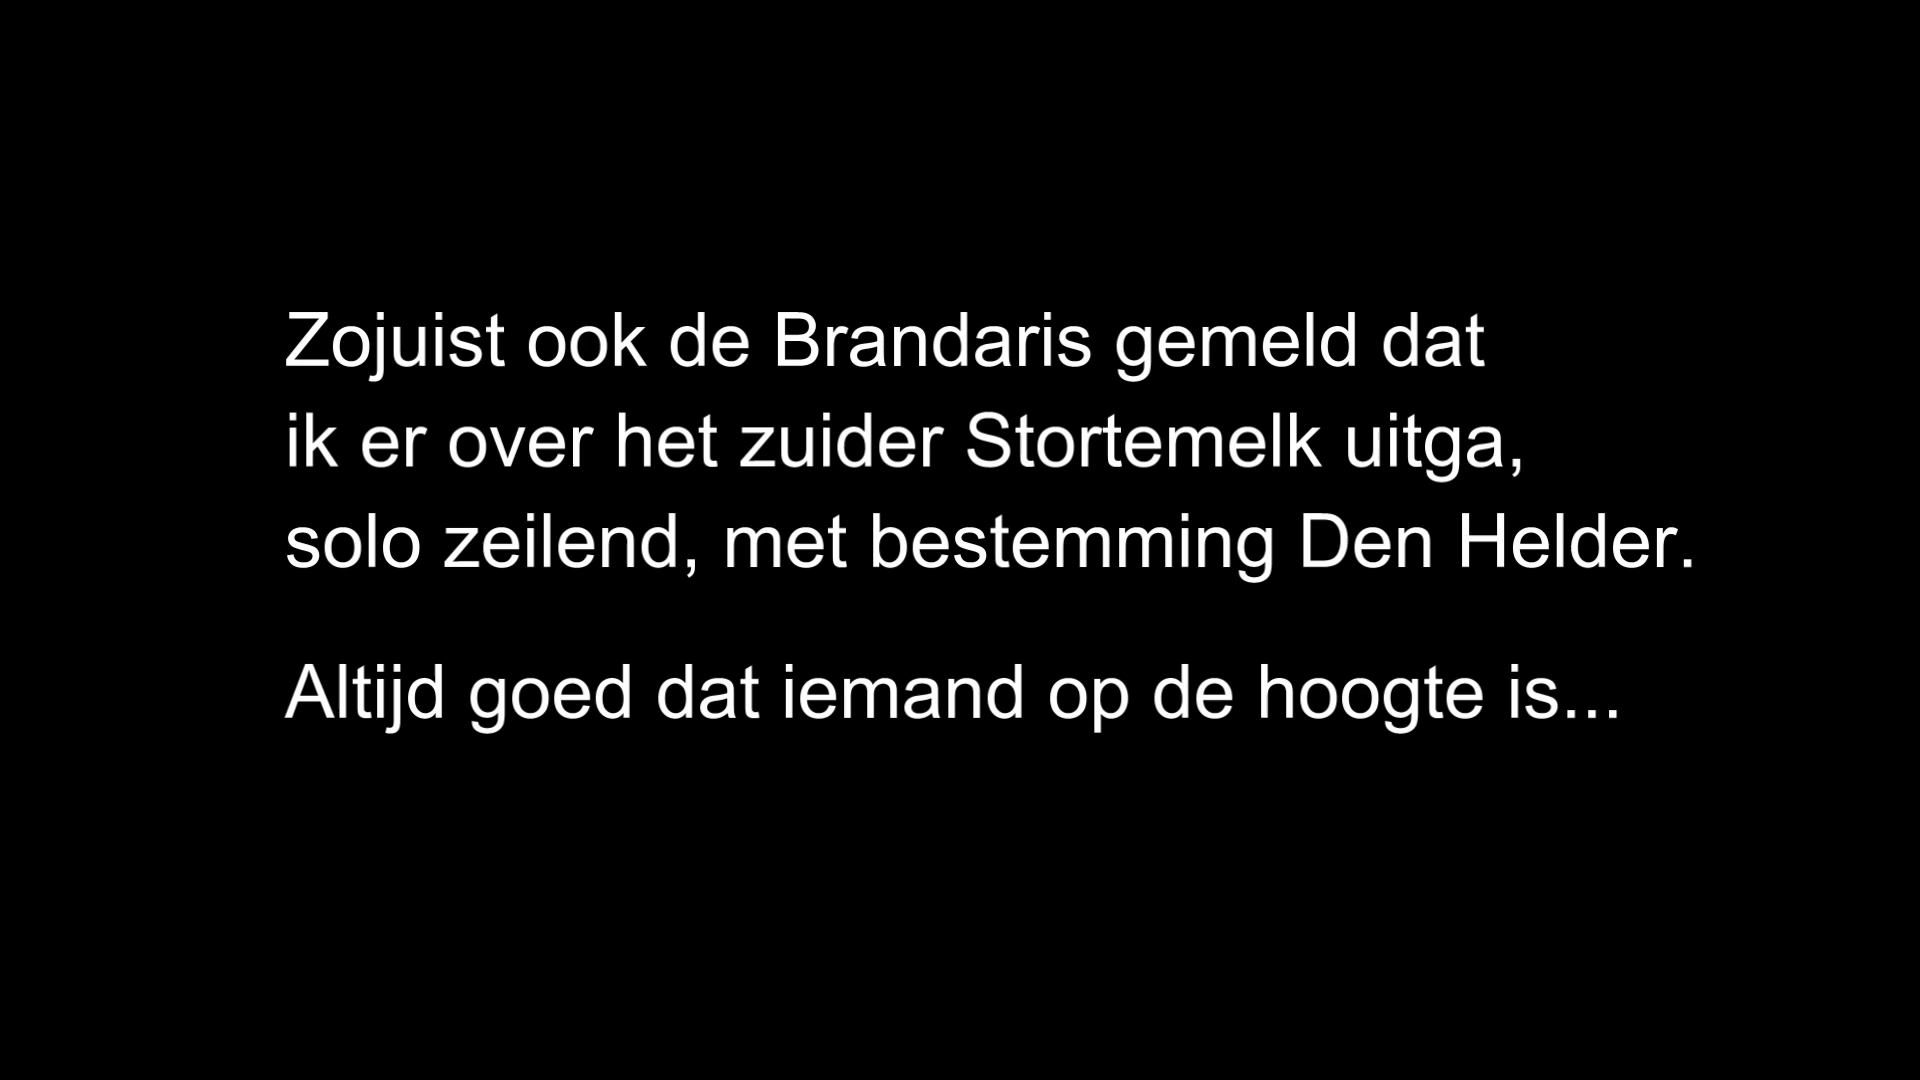 Zojuist ook de Brandaris gemeld dat
ik er over het zuider Stortemelk uitga,
solo zeilend, met bestemming Den Helder.
Altijd goed dat iemand op de hoogte is...